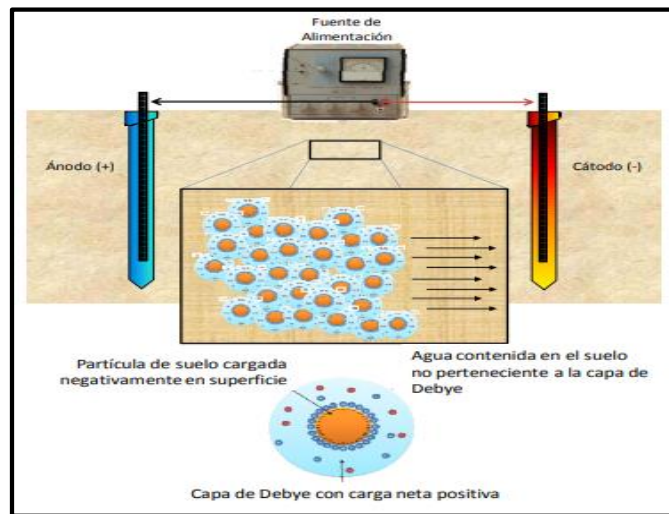 Fuente de
Alimentación
Ánodo (+)
Cátodo (-)
Partícula de suelo cargada
negativamente en superficie
Agua contenida en el suelo
no perteneciente a la capa de
Debye
Capa de Debye con carga neta positiva